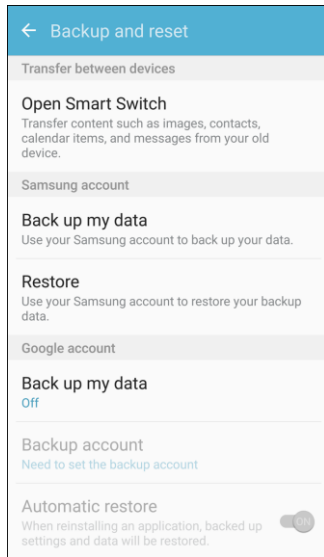 Backup and reset
Transfer between devices
Open Smart Switch
Transfer content such as images, contacts,
calendar items, and messages from your old
device.
Samsung account
Back up my data
Use your Samsung account to back up your data.
Restore
Use your Samsung account to restore your backup
data.
Google account
Back up my data
Off
Backup account
Need to set the backup account
Automatic restore
When reinstalling an application, backed up
settings and data will be restored.
ON